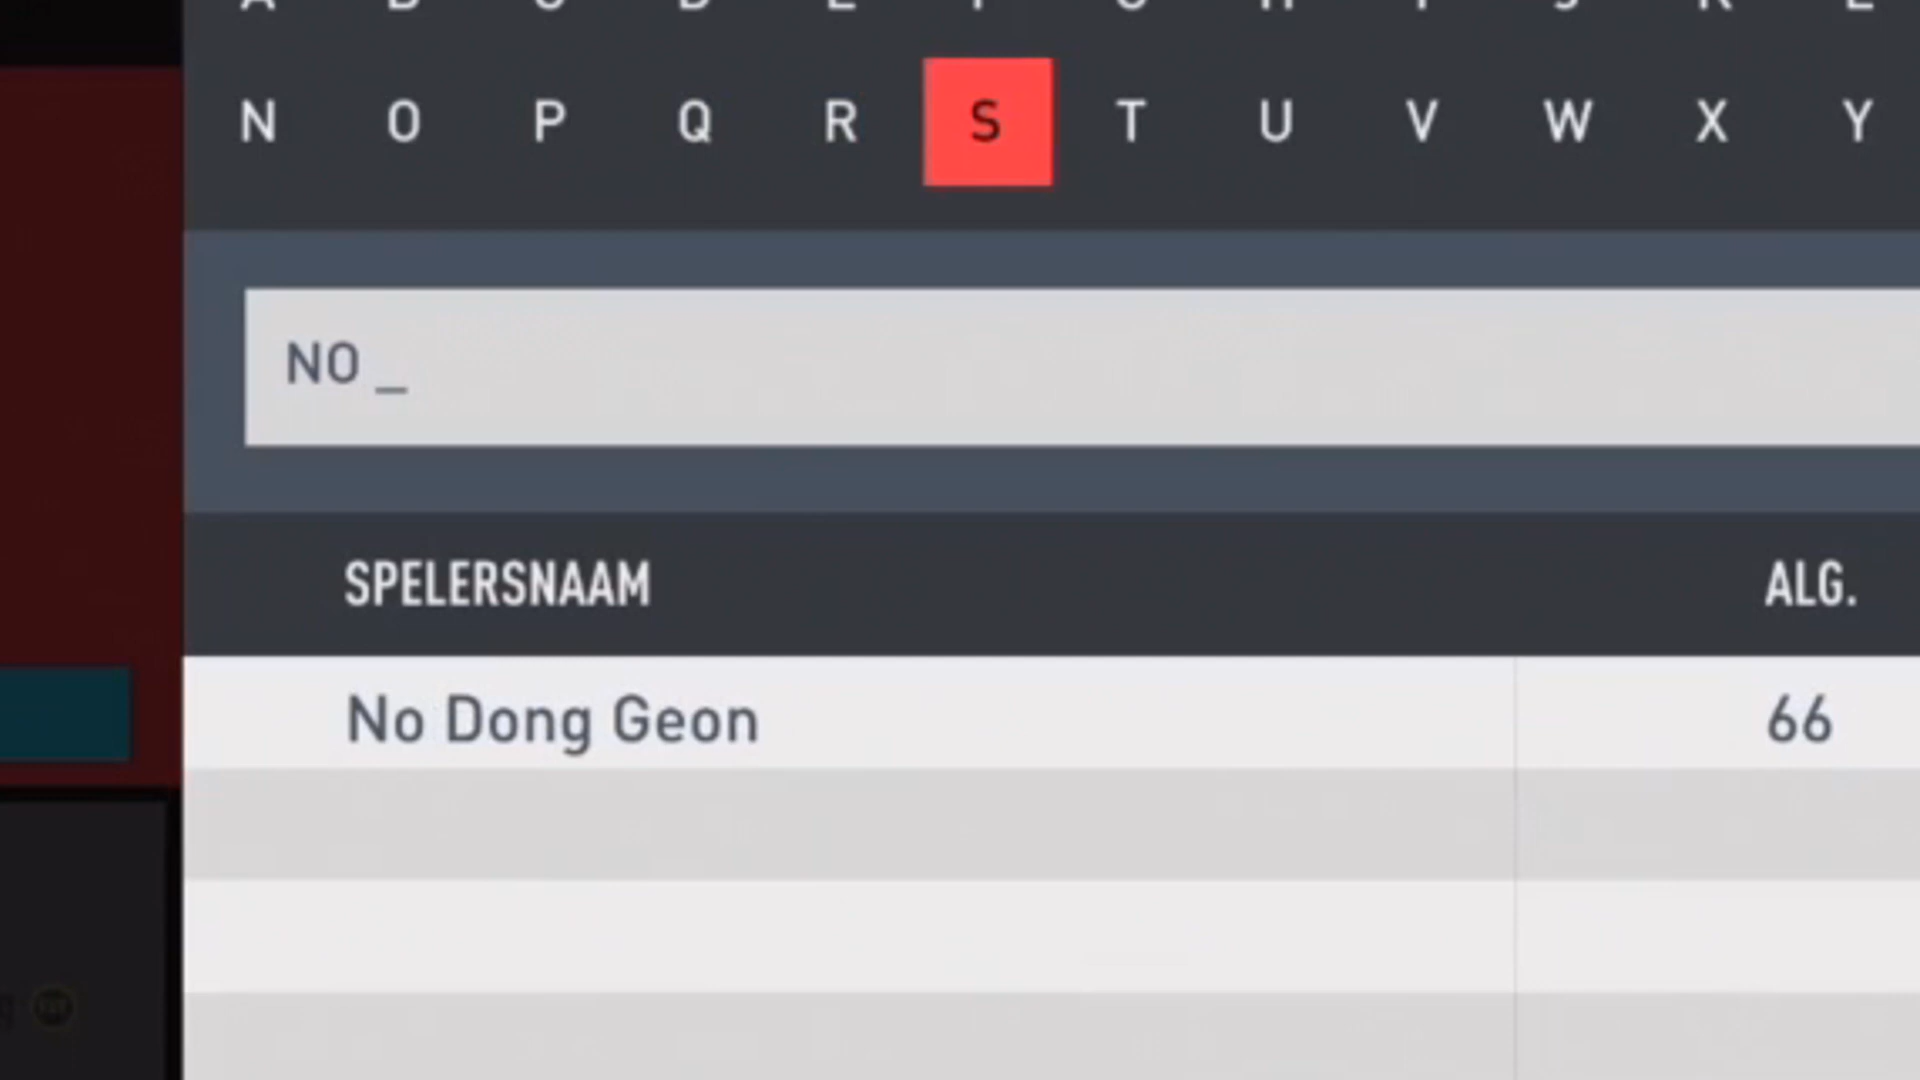 N O P Q R S T U V W X Y
NO _
SPELERSNAAM ALG.
No Dong Geon 66